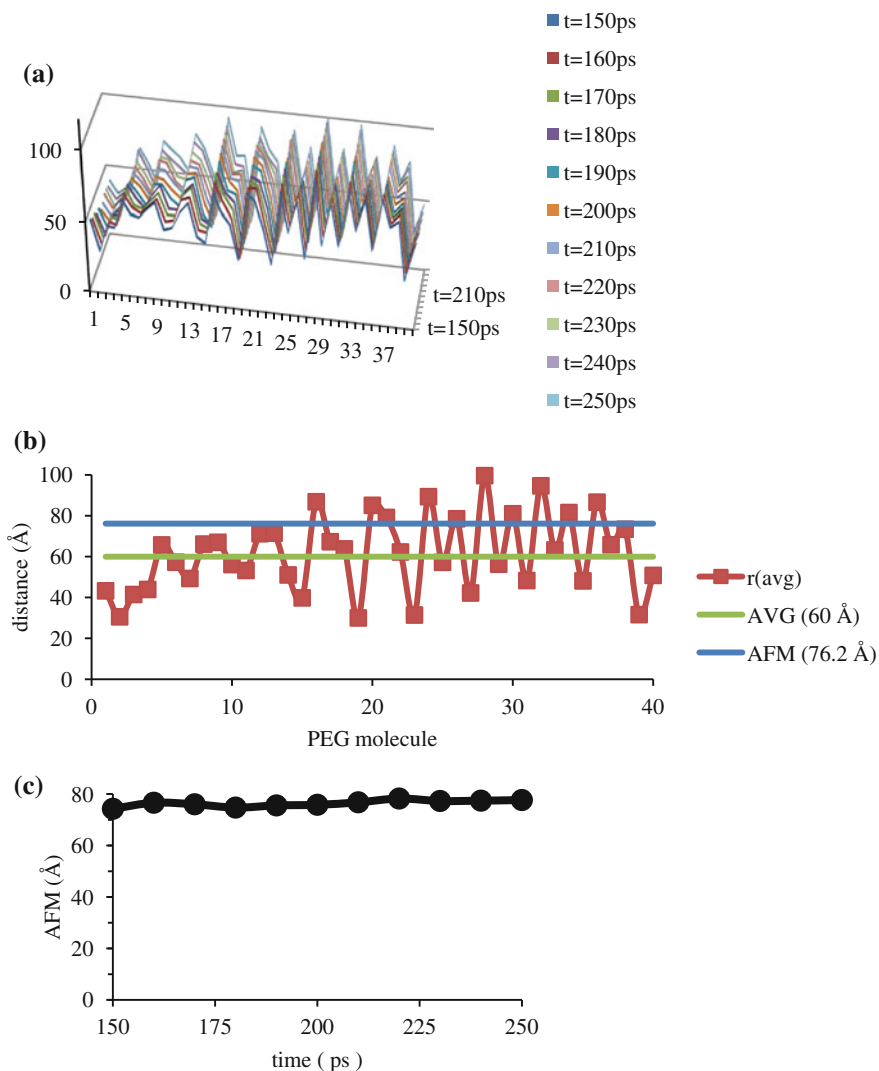 (a)
100
50
0
1 5 9 13 17 21 25 29 33 37
t=210ps
t=150ps
t=150ps
t=160ps
t=170ps
t=180ps
t=190ps
t=200ps
t=210ps
t=220ps
t=230ps
t=240ps
t=250ps
(b)
distance (Å)
100
80
60
40
20
0
0 10 20 30 40
PEG molecule
r(avg)
AVG (60 Å)
AFM (76.2 Å)
(c)
AFM (Å)
80
60
40
20
0
150 175 200 225 250
time ( ps )